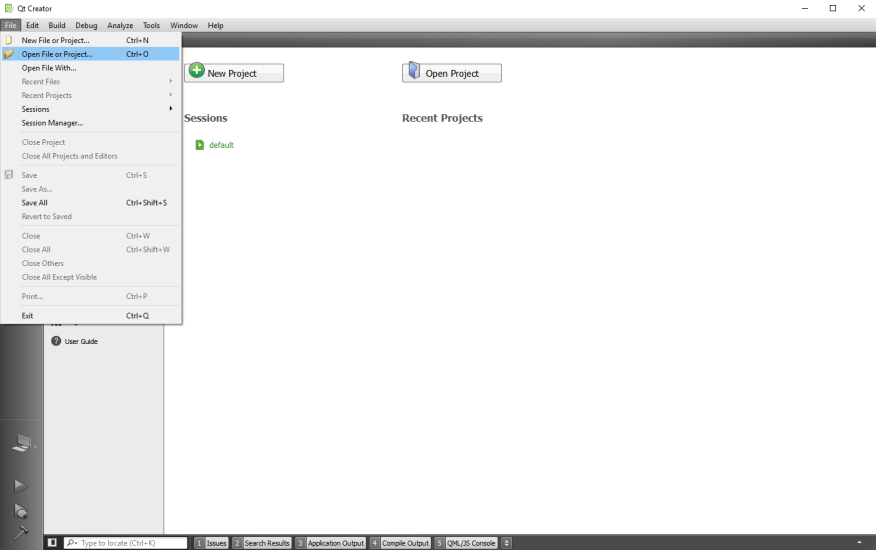 Qt Creator
File Edit Build Debug Analyze Tools Window Help
New File or Project... Ctrl+N
Open File or Project... Ctrl+O
Open File With...
Recent Files
Recent Projects
Sessions
Session Manager...
Close Project
Close All Projects and Editors
Save Ctrl+S
Save As...
Save All Ctrl+Shift+S
Revert to Saved
Close Ctrl+W
Close All Ctrl+Shift+W
Close Others
Close All Except Visible
Print... Ctrl+P
Exit Ctrl+Q
New Project
Open Project
Sessions
Recent Projects
default
User Guide
Type to locate (Ctrl+K)
1 Issues 2 Search Results 3 Application Output 4 Compile Output 5 QML/JS Console